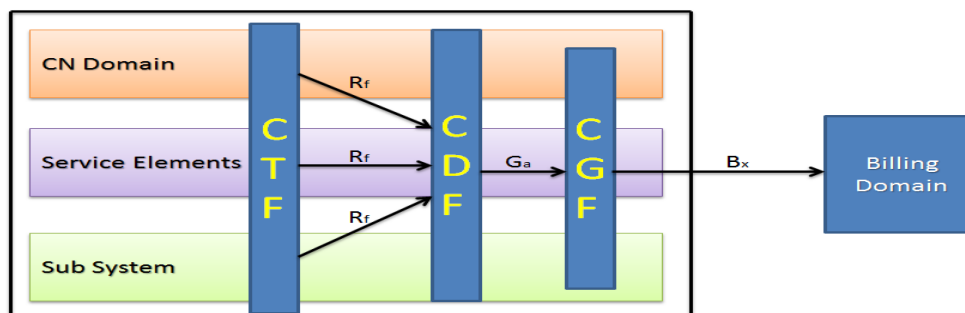 CN Domain
Service Elements
Sub System
C
T
F
Rf
Rf
Rf
C
D
F
Ga
C
G
F
Bx
Billing
Domain